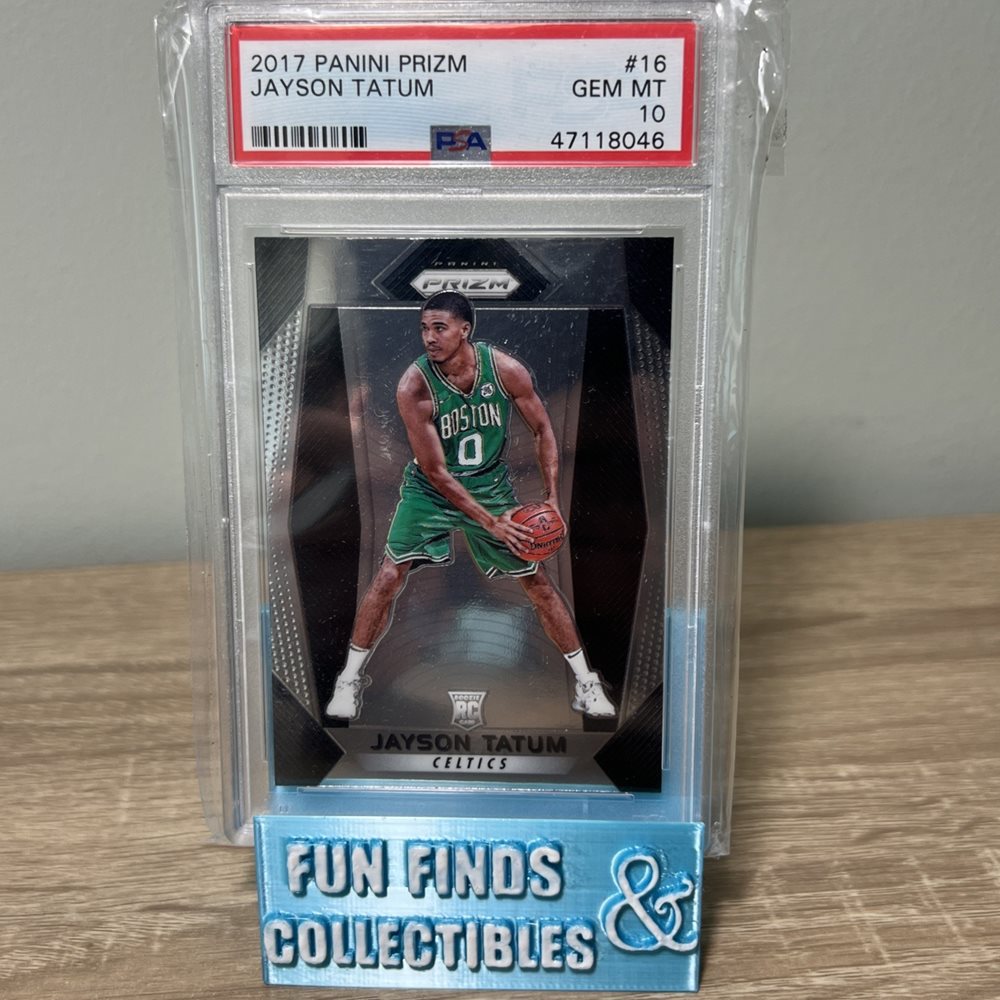 2017 PANINI PRIZM #16
JAYSON TATUM GEM MT
10
PSA 47118046
PANINI
PRIZM
BOSTON
0
ROOKIE
RC
CARD
JAYSON TATUM
CELTICS
FUN FINDS
& COLLECTIBLES